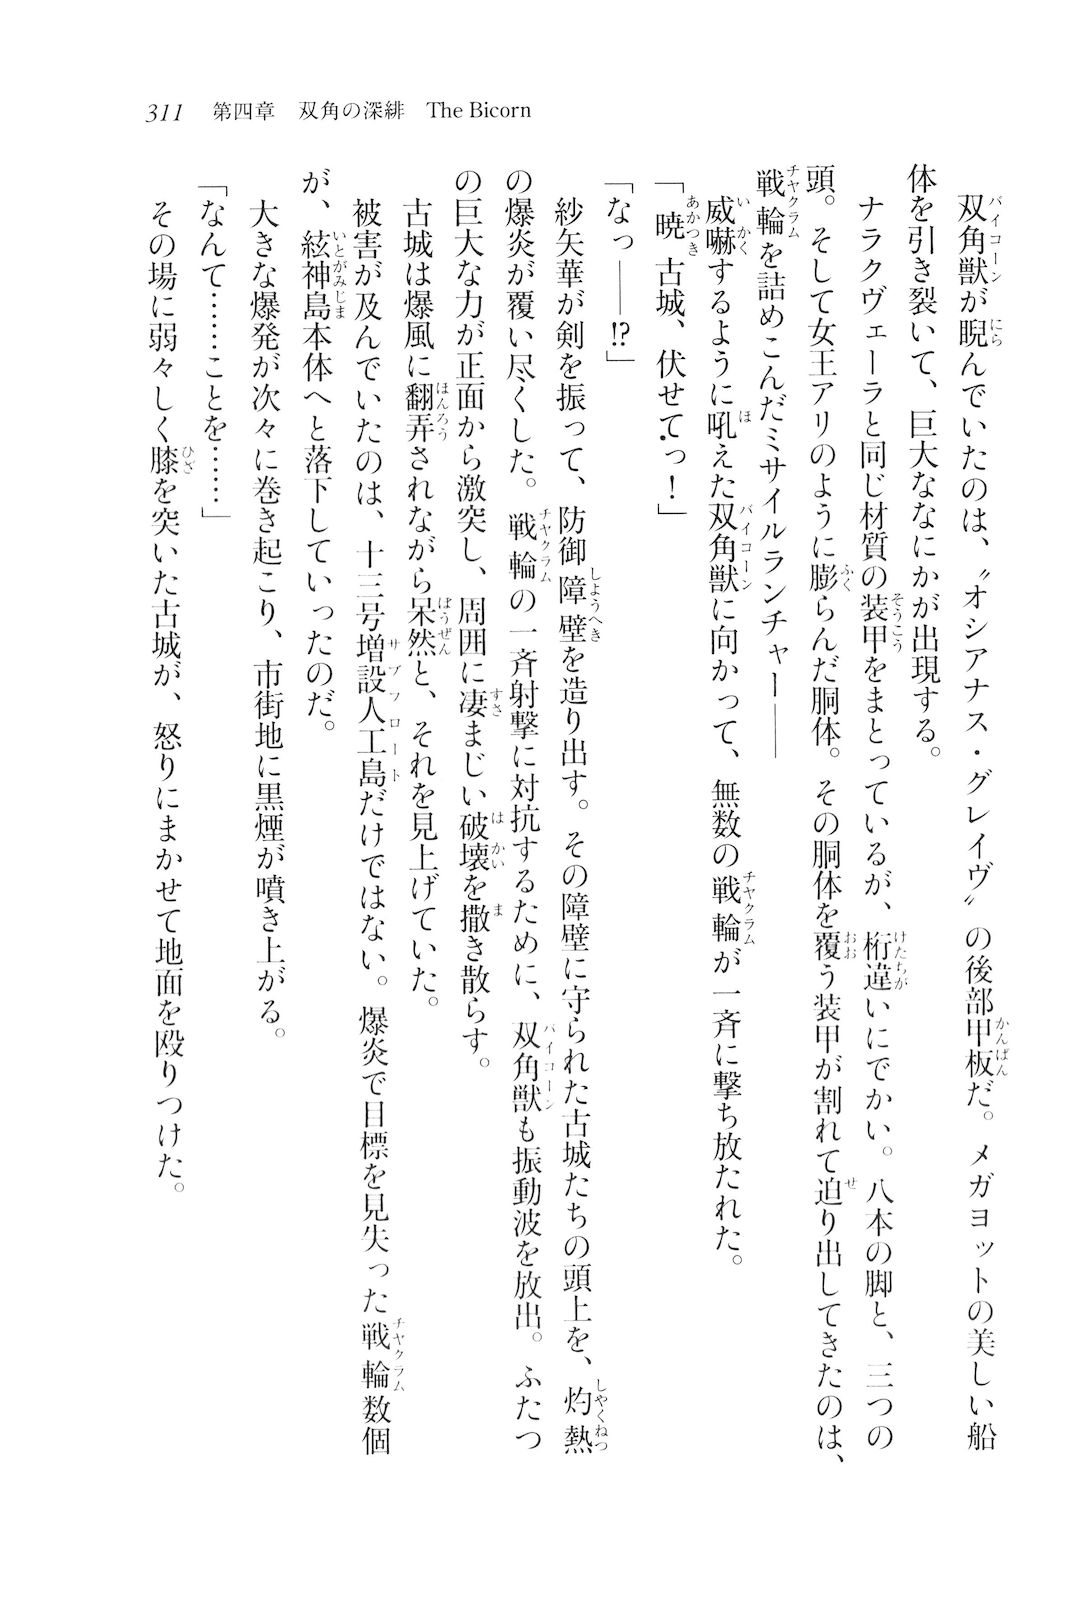 311　第四章　双角の深緋　The Bicorn
双角獣が睨んでいたのは、〝オシアナス・グレイヴ〟の後部甲板だ。メガヨットの美しい船
体を引き裂いて、巨大ななにかが出現する。
ナラクヴェーラと同じ材質の装甲をまとっているが、桁違いにでかい。八本の脚と、三つの
頭。そして女王アリのように膨らんだ胴体。その胴体を覆う装甲が割れて迫り出してきたのは、
戦輪を詰めこんだミサイルランチャー――
威嚇するように吼えた双角獣に向かって、無数の戦輪が一斉に撃ち放たれた。
「暁古城、伏せてっ！」
「なっ――!?」
紗矢華が剣を振って、防御障壁を造り出す。その障壁に守られた古城たちの頭上を、灼熱
の爆炎が覆い尽くした。戦輪の一斉射撃に対抗するために、双角獣も振動波を放出。ふたつ
の巨大な力が正面から激突し、周囲に凄まじい破壊を撒き散らす。
古城は爆風に翻弄されながら呆然と、それを見上げていた。
被害が及んでいたのは、十三号増設人工島だけではない。爆炎で目標を見失った戦輪数個
が、絃神島本体へと落下していったのだ。
大きな爆発が次々に巻き起こり、市街地に黒煙が噴き上がる。
「なんて……ことを……」
その場に弱々しく膝を突いた古城が、怒りにまかせて地面を殴りつけた。